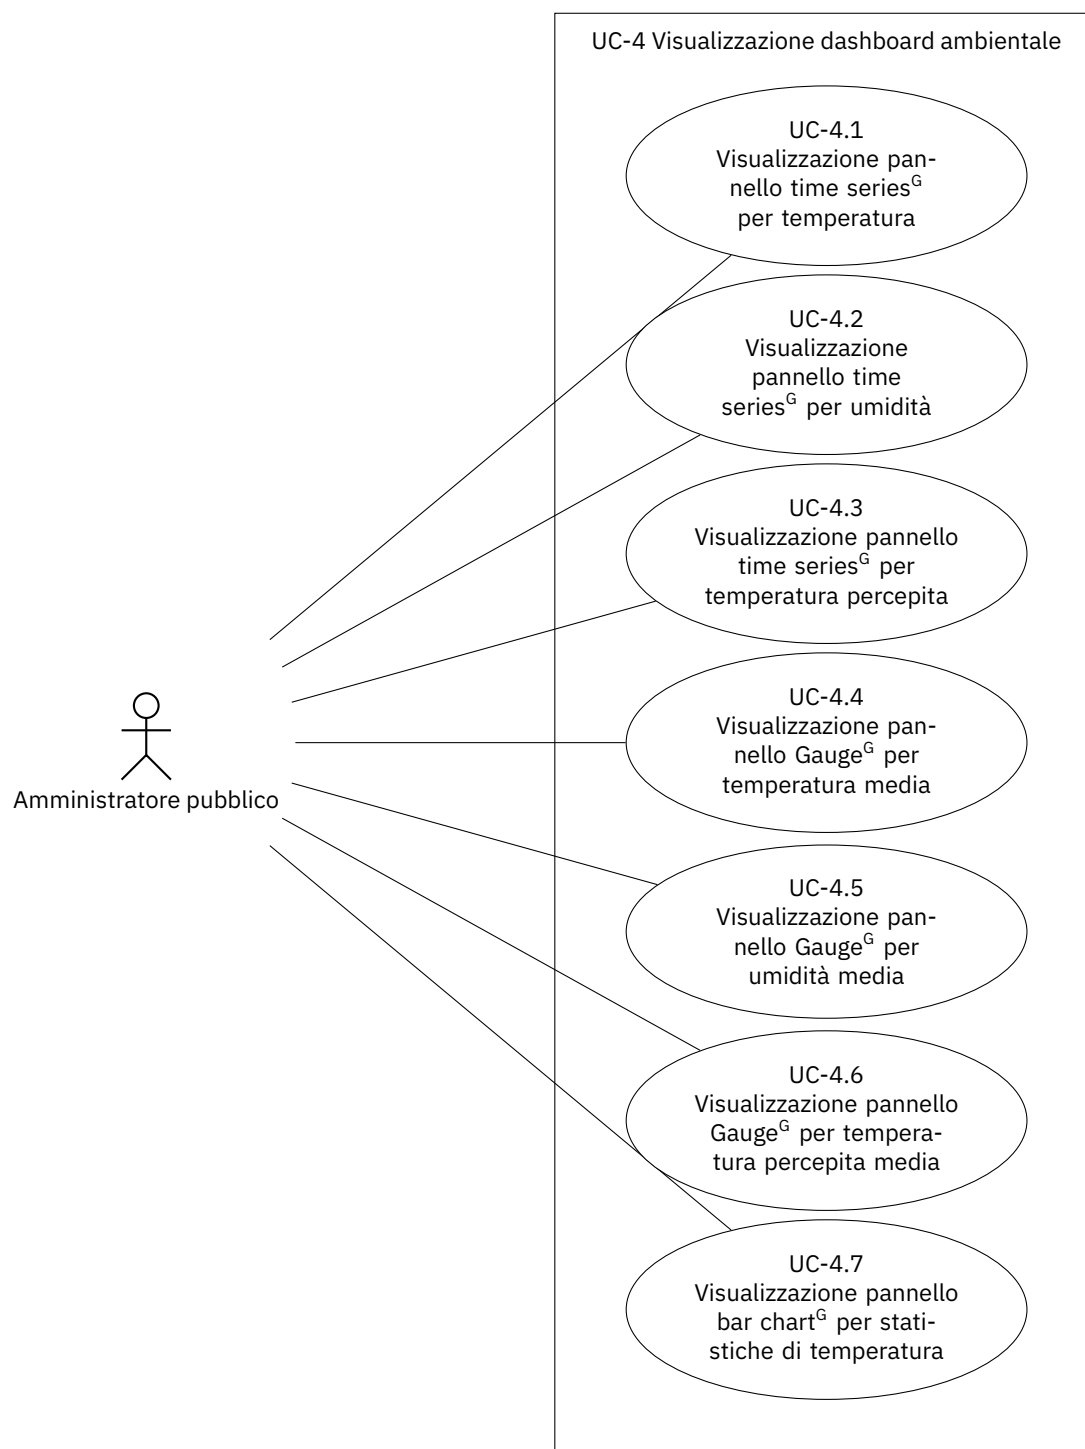 UC-4 Visualizzazione dashboard ambientale
UC-4.1
Visualizzazione pan-
nello time series^G
per temperatura
UC-4.2
Visualizzazione
pannello time
series^G per umidità
UC-4.3
Visualizzazione pannello
time series^G per
temperatura percepita
UC-4.4
Visualizzazione pan-
nello Gauge^G per
temperatura media
Amministratore pubblico
UC-4.5
Visualizzazione pan-
nello Gauge^G per
umidità media
UC-4.6
Visualizzazione pannello
Gauge^G per tempera-
tura percepita media
UC-4.7
Visualizzazione pannello
bar chart^G per stati-
stiche di temperatura